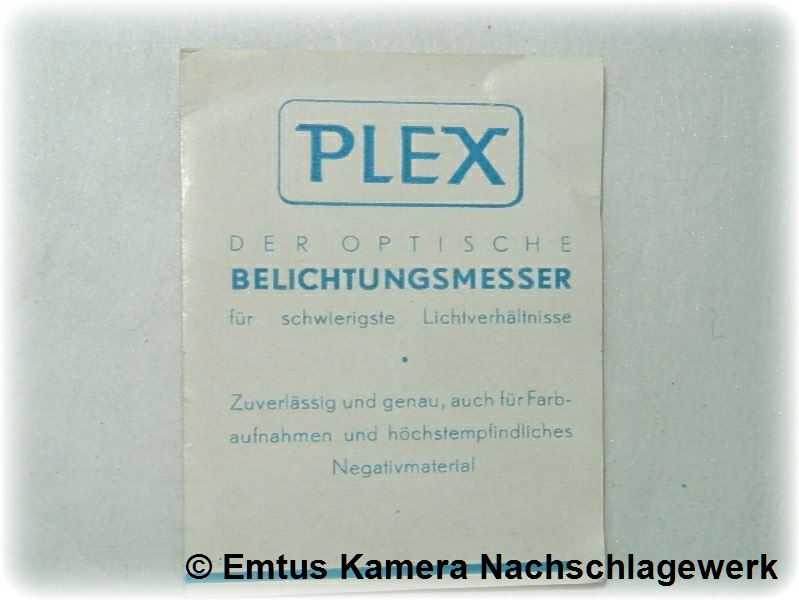 PLEX
DER OPTISCHE
BELICHTUNGSMESSER
für schwierigste Lichtverhältnisse
•
Zuverlässig und genau, auch für Farb-
aufnahmen und höchstempfindliches
Negativmaterial
© Emtus Kamera Nachschlagewerk